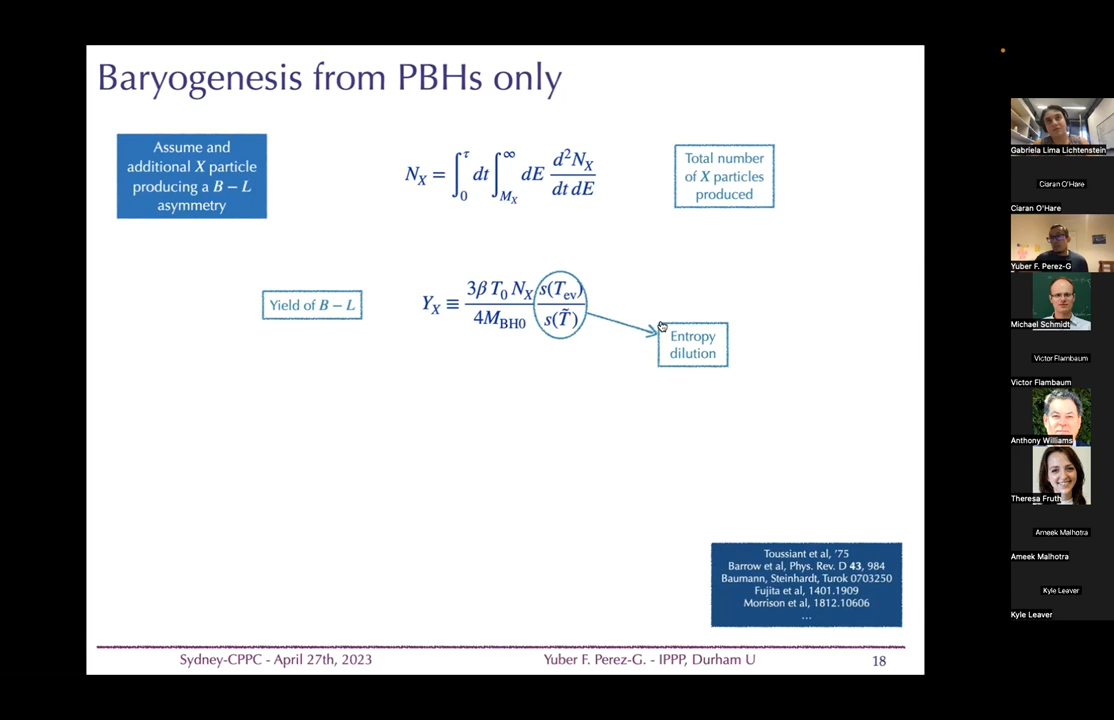 Baryogenesis from PBHs only
Assume and
additional X particle
producing a B − L
asymmetry
N_X = ∫_0^τ dt ∫_{M_X}^∞ dE d²N_X / dt dE
Total number
of X particles
produced
Yield of B − L
Y_X ≡ 3β T_0 N_X / 4M_BH0 s(T_ev) / s(T̃)
Entropy
dilution
Toussiant et al, '75
Barrow et al, Phys. Rev. D 43, 984
Baumann, Steinhardt, Turok 0703250
Fujita et al, 1401.1909
Morrison et al, 1812.10606
...
Sydney-CPPC - April 27th, 2023
Yuber F. Perez-G. - IPPP, Durham U
18
Gabriela Lima Lichtenstein
Ciaran O'Hare
Ciaran O'Hare
Yuber F. Perez-G
Michael Schmidt
Victor Flambaum
Victor Flambaum
Anthony Williams
Theresa Fruth
Ameek Malhotra
Ameek Malhotra
Kyle Leaver
Kyle Leaver